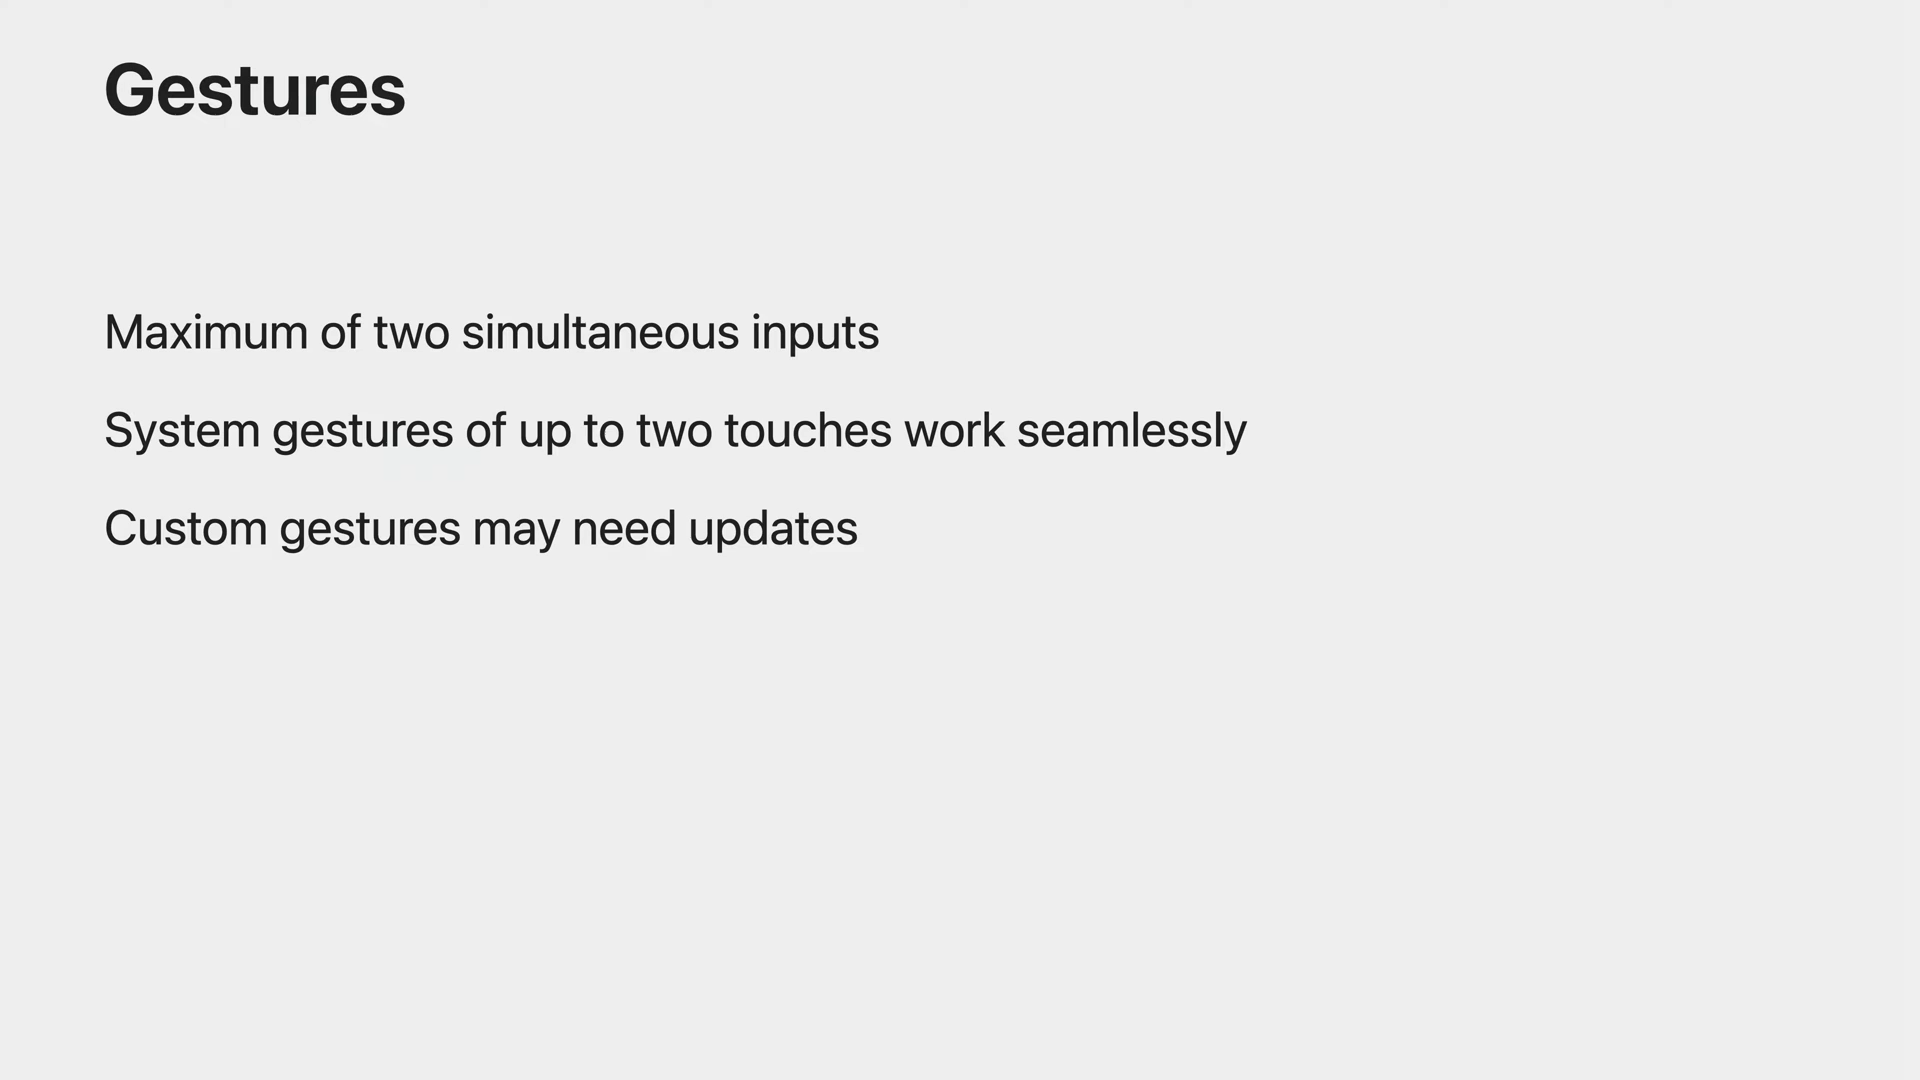 Gestures
Maximum of two simultaneous inputs
System gestures of up to two touches work seamlessly
Custom gestures may need updates